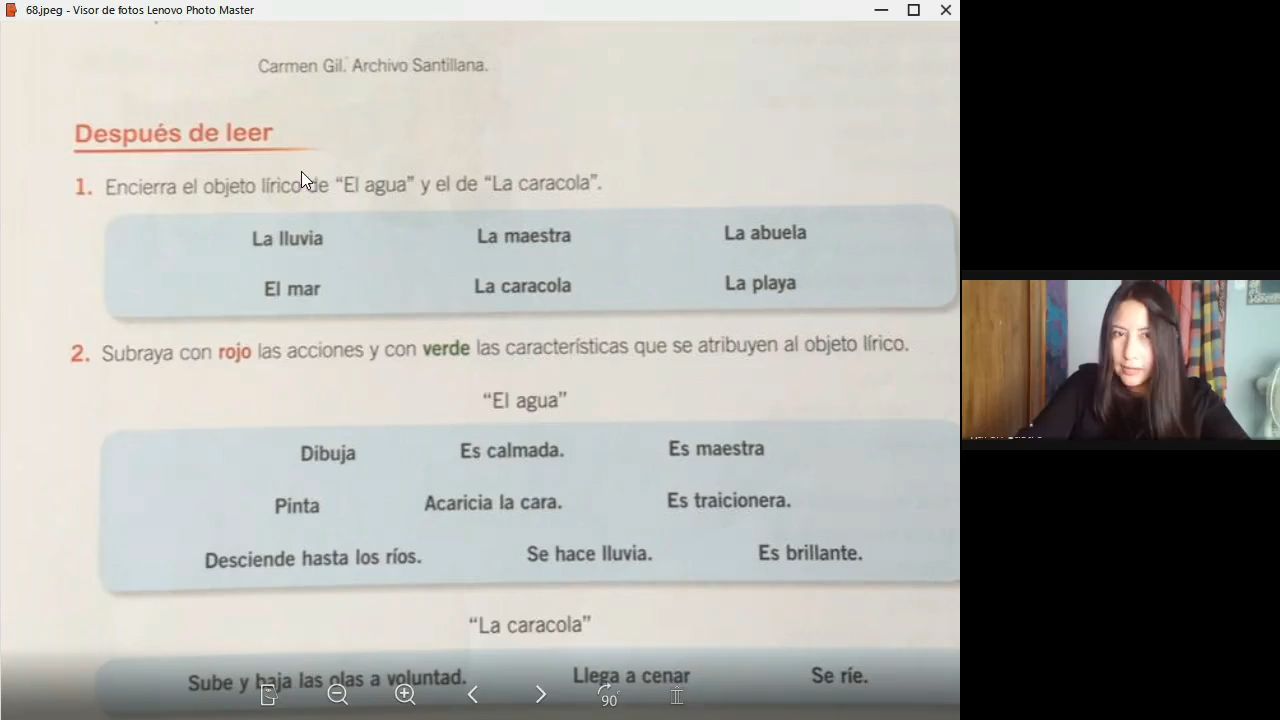 68.jpeg - Visor de fotos Lenovo Photo Master
Carmen Gil. Archivo Santillana.
Después de leer
1. Encierra el objeto lírico de “El agua” y el de “La caracola”.
La lluvia La maestra La abuela
El mar La caracola La playa
2. Subraya con rojo las acciones y con verde las características que se atribuyen al objeto lírico.
“El agua”
Dibuja Es calmada. Es maestra
Pinta Acaricia la cara. Es traicionera.
Desciende hasta los ríos. Se hace lluvia. Es brillante.
“La caracola”
Sube y baja las olas a voluntad. Llega a cenar Se ríe.
90°